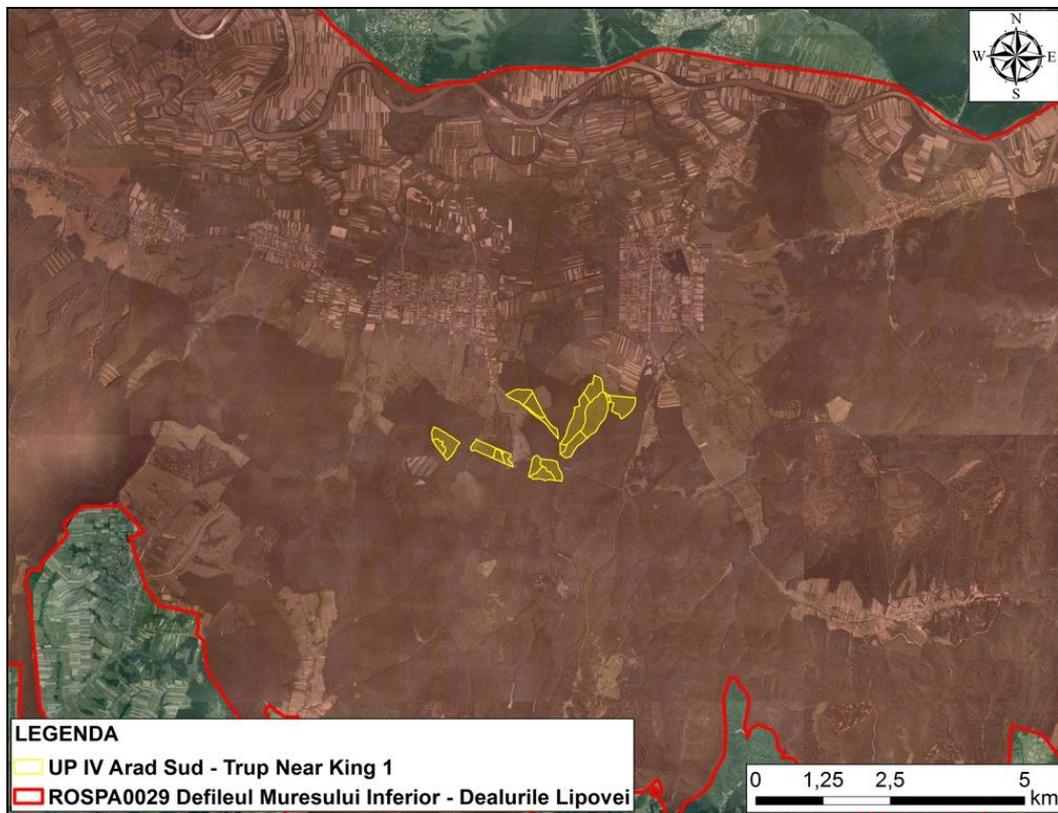 N
W E
S
LEGENDA
UP IV Arad Sud - Trup Near King 1
ROSPA0029 Defileul Muresului Inferior - Dealurile Lipovei
0 1,25 2,5 5
km